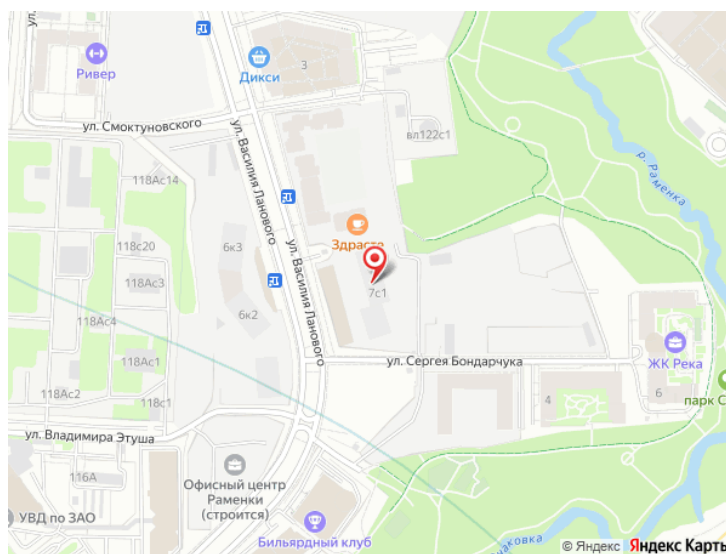 Ривер
Дикси
3
ул. Смоктуновского
вл122с1
р. Раменка
ул. Василия Ланового
118Ас14
118с20
6к3
Здрасте
118Ас3
7с1
118Ас4
6к2
ул. Василия Ланового
118Ас1
ул. Сергея Бондарчука
ЖК Река
118Ас2
118с1
4
6
парк С
ул. Владимира Этуша
116А
Офисный центр
Раменки
(строится)
УВД по ЗАО
Бильярдный клуб
© Яндекс Яндекс Карты